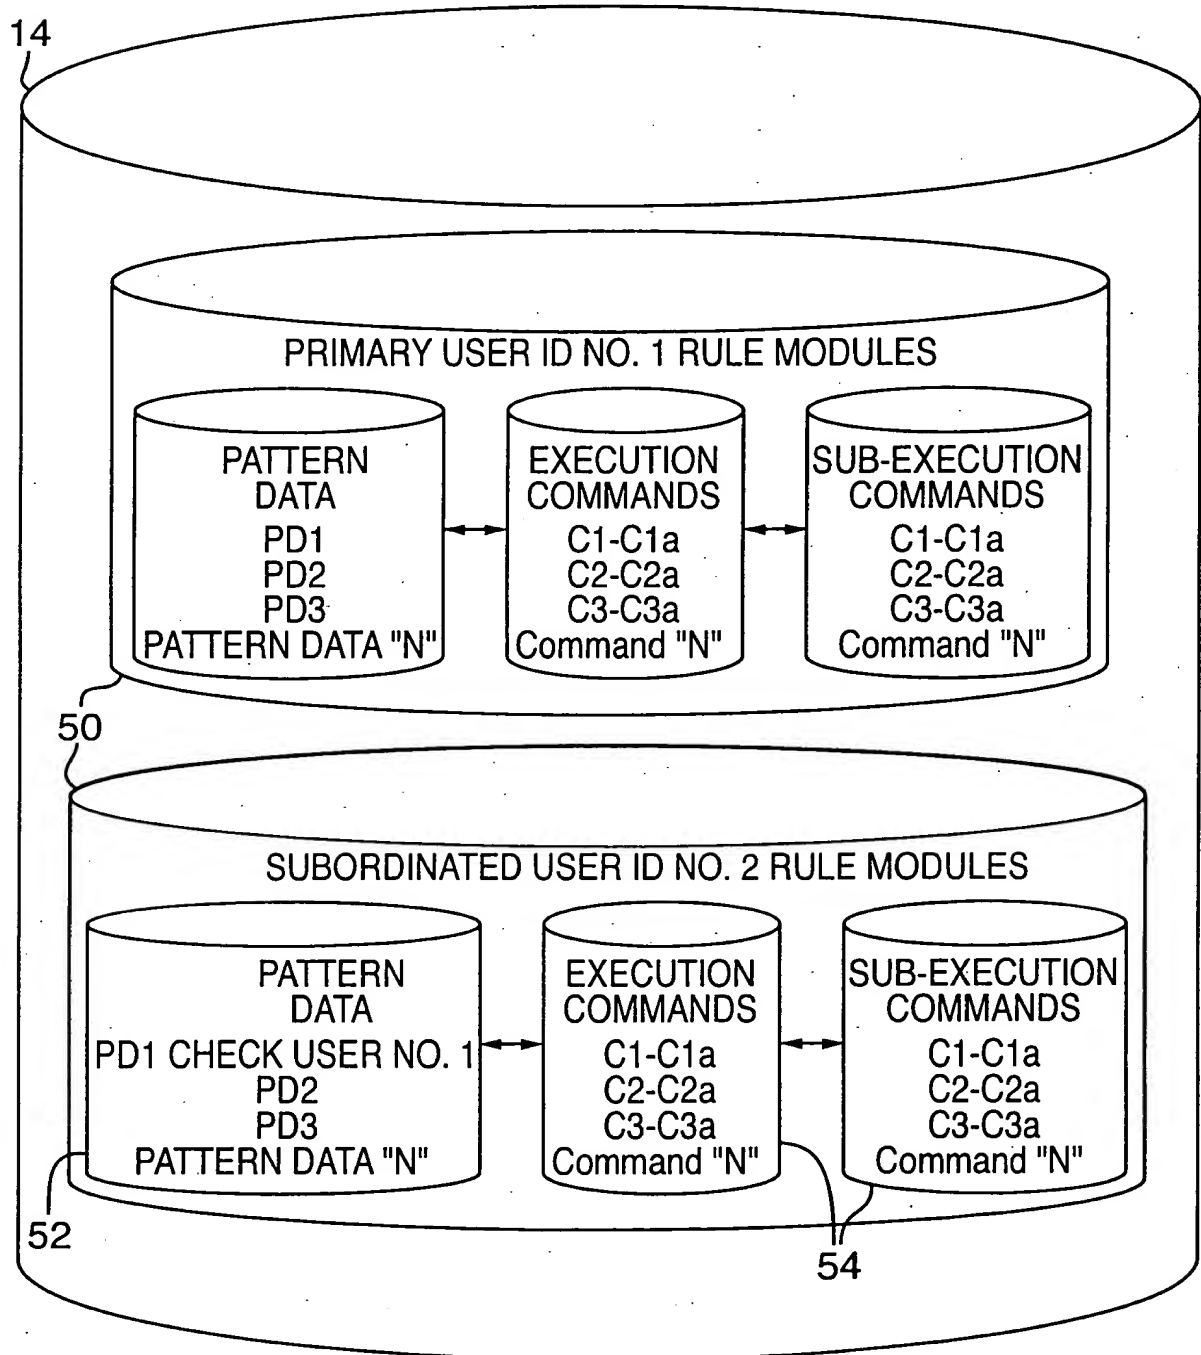 14
PRIMARY USER ID NO. 1 RULE MODULES
PATTERN
DATA
PD1
PD2
PD3
PATTERN DATA "N"
EXECUTION
COMMANDS
C1-C1a
C2-C2a
C3-C3a
Command "N"
SUB-EXECUTION
COMMANDS
C1-C1a
C2-C2a
C3-C3a
Command "N"
50
SUBORDINATED USER ID NO. 2 RULE MODULES
PATTERN
DATA
PD1 CHECK USER NO. 1
PD2
PD3
PATTERN DATA "N"
EXECUTION
COMMANDS
C1-C1a
C2-C2a
C3-C3a
Command "N"
SUB-EXECUTION
COMMANDS
C1-C1a
C2-C2a
C3-C3a
Command "N"
52
54